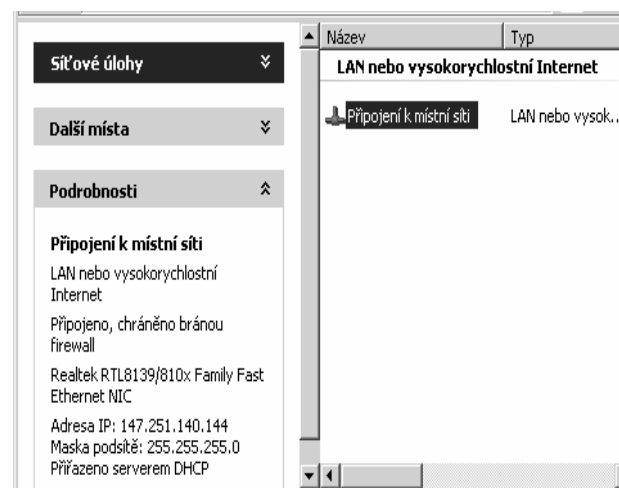 Síťové úlohy
Další místa
Podrobnosti
Připojení k místní síti
LAN nebo vysokorychlostní
Internet
Připojeno, chráněno bránou
firewall
Realtek RTL8139/810x Family Fast
Ethernet NIC
Adresa IP: 147.251.140.144
Maska podsítě: 255.255.255.0
Přiřazeno serverem DHCP
Název Typ
LAN nebo vysokorychlostní Internet
Připojení k místní síti LAN nebo vysok...